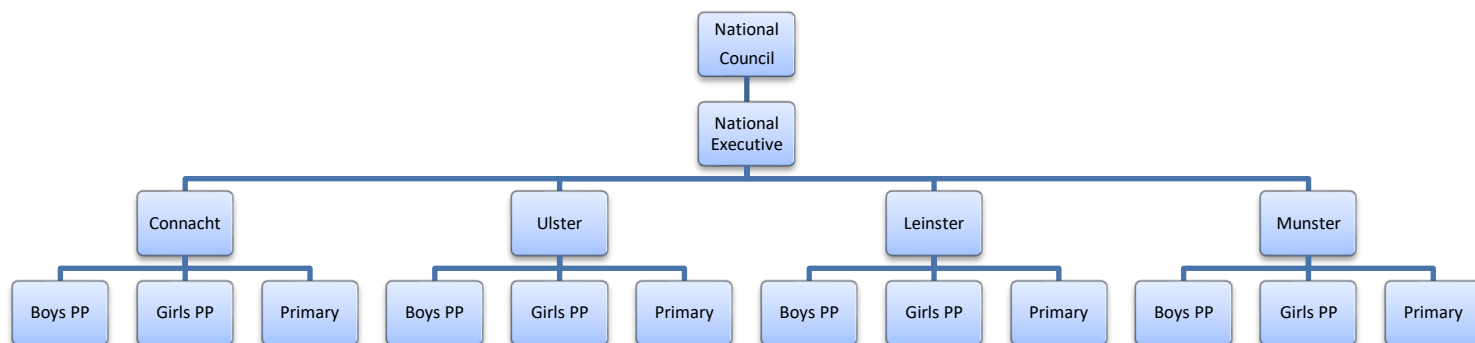 National
Council
National
Executive
Connacht
Ulster
Leinster
Munster
Boys PP
Girls PP
Primary
Boys PP
Girls PP
Primary
Boys PP
Girls PP
Primary
Boys PP
Girls PP
Primary